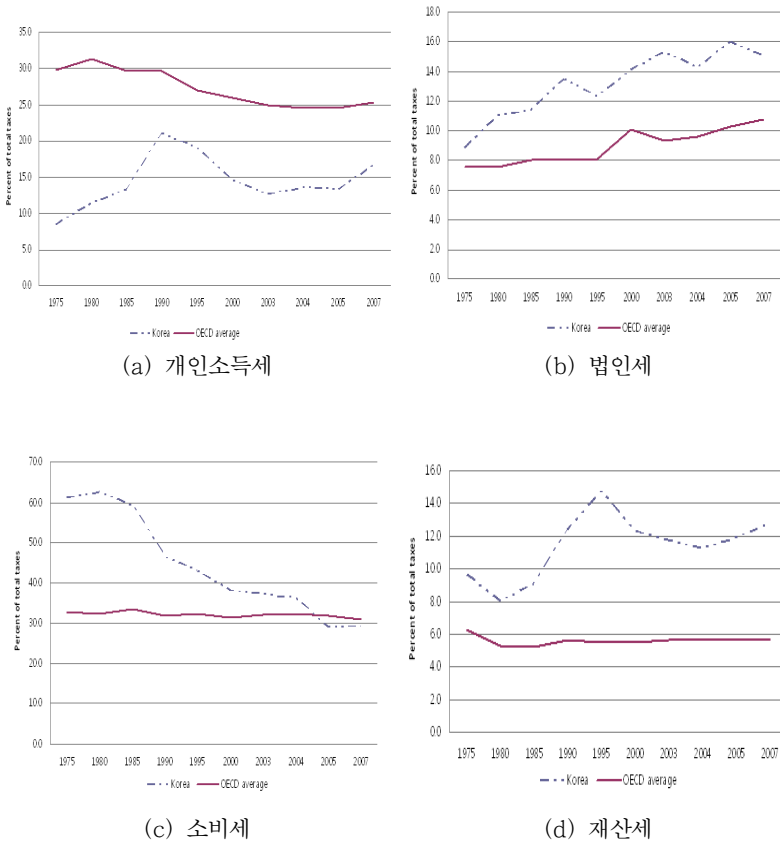 Percent of total taxes
35.0
30.0
25.0
20.0
15.0
10.0
5.0
0.0
1975 1980 1985 1990 1995 2000 2003 2004 2005 2007
Korea OECD average
(a) 개인소득세
Percent of total taxes
18.0
16.0
14.0
12.0
10.0
8.0
6.0
4.0
2.0
0.0
1975 1980 1985 1990 1995 2000 2003 2004 2005 2007
Korea OECD average
(b) 법인세
Percent of total taxes
70.0
60.0
50.0
40.0
30.0
20.0
10.0
0.0
1975 1980 1985 1990 1995 2000 2003 2004 2005 2007
Korea OECD average
(c) 소비세
Percent of total taxes
16.0
14.0
12.0
10.0
8.0
6.0
4.0
2.0
0.0
1975 1980 1985 1990 1995 2000 2003 2004 2005 2007
Korea OECD average
(d) 재산세